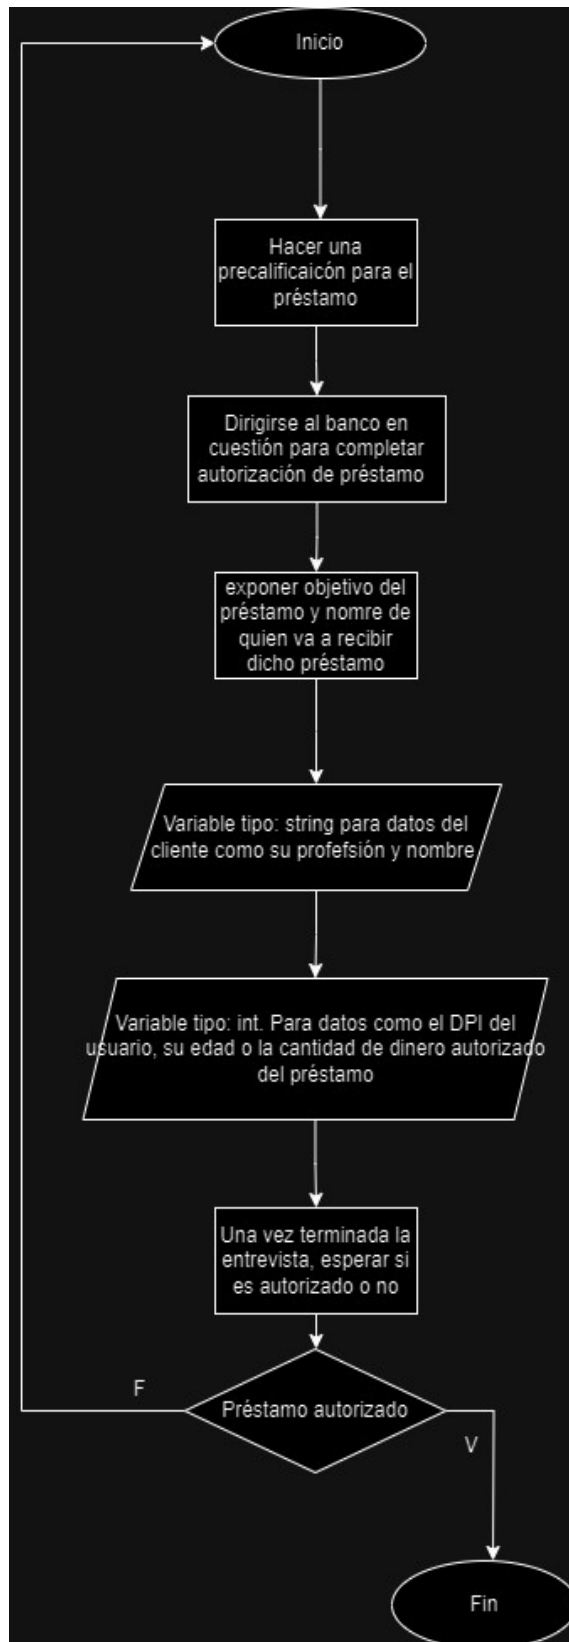 Inicio
Hacer una
precalificaicón para el
préstamo
Dirigirse al banco en
cuestión para completar
autorización de préstamo
exponer objetivo del
préstamo y nomre de
quien va a recibir
dicho préstamo
Variable tipo: string para datos del
cliente como su profefsión y nombre
Variable tipo: int. Para datos como el DPI del
usuario, su edad o la cantidad de dinero autorizado
del préstamo
Una vez terminada la
entrevista, esperar si
es autorizado o no
F
Préstamo autorizado
V
Fin